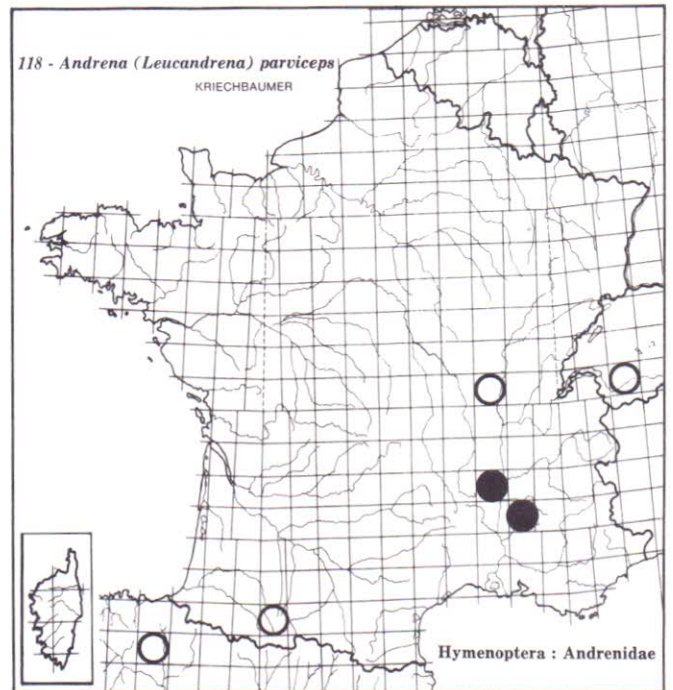 118 - Andrena (Leucandrena) parviceps
KRIECHBAUMER
Hymenoptera : Andrenidae